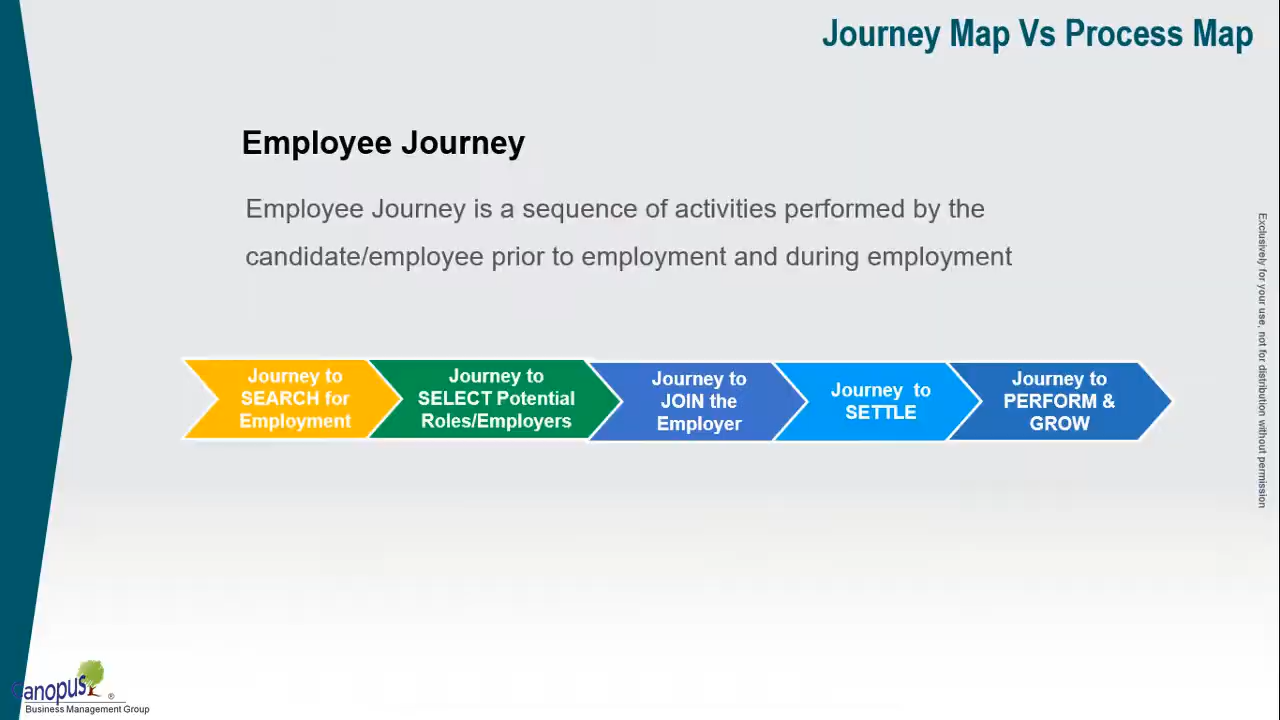 Journey Map Vs Process Map
Employee Journey
Employee Journey is a sequence of activities performed by the
candidate/employee prior to employment and during employment
Journey to
SEARCH for
Employment
Journey to
SELECT Potential
Roles/Employers
Journey to
JOIN the
Employer
Journey to
SETTLE
Journey to
PERFORM &
GROW
Exclusively for your use, not for distribution without permission
Canopus ®
Business Management Group